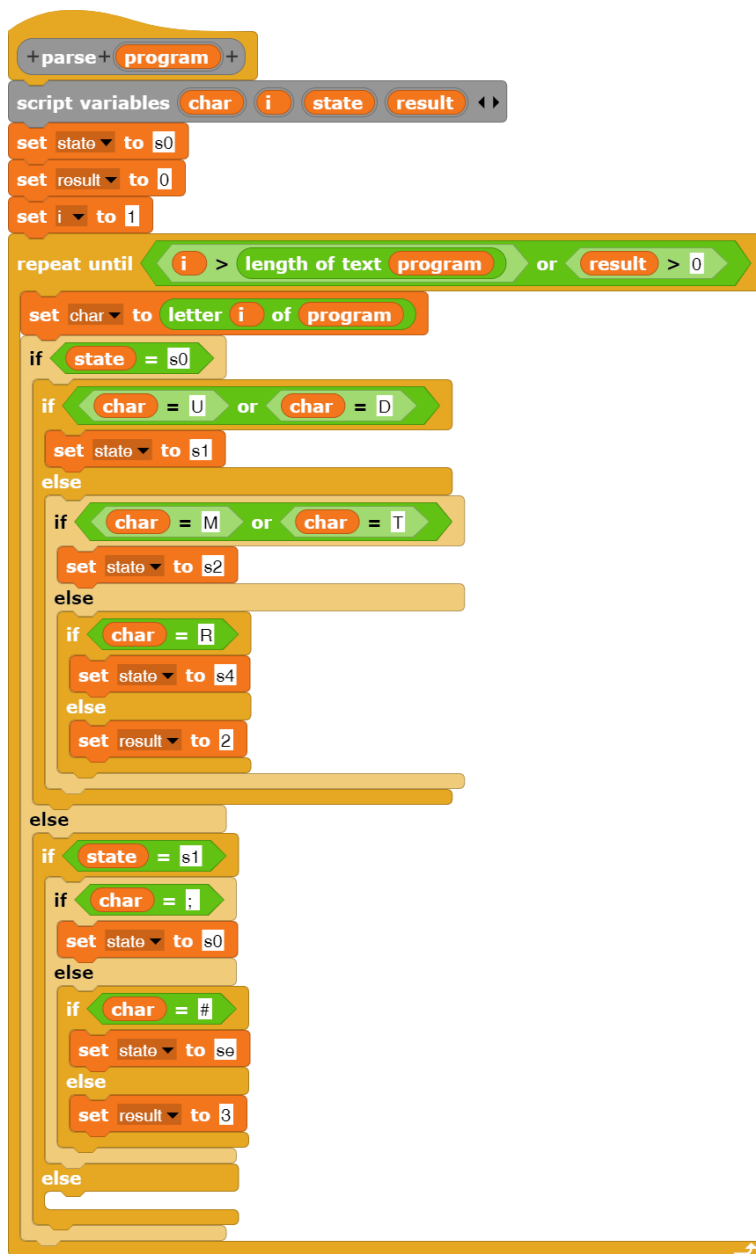 +parse+ program +
script variables char i state result
set state to s0
set result to 0
set i to 1
repeat until i > length of text program or result > 0
set char to letter i of program
if state = s0
if char = U or char = D
set state to s1
else
if char = M or char = T
set state to s2
else
if char = R
set state to s4
else
set result to 2
else
if state = s1
if char = ;
set state to s0
else
if char = #
set state to se
else
set result to 3
else